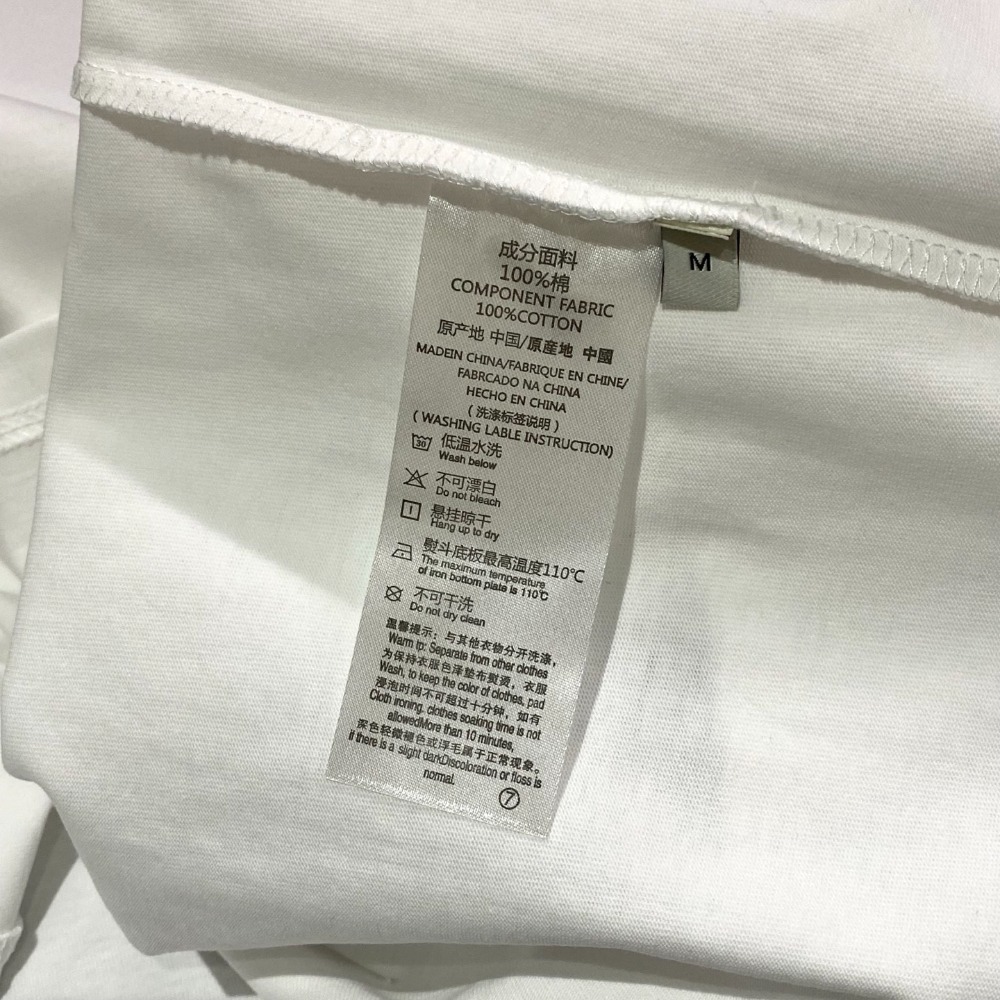 成分面料
100%棉
COMPONENT FABRIC
100%COTTON
原产地 中国/原産地 中國
MADEIN CHINA/FABRIQUE EN CHINE/
FABRCADO NA CHINA
HECHO EN CHINA
(洗涤标签说明)
( WASHING LABLE INSTRUCTION)
30 低温水洗
Wash below
不可漂白
Do not bleach
悬挂晾干
Hang up to dry
熨斗底板最高温度110℃
The maximum temperature
of iron bottom plate is 110℃
不可干洗
Do not dry clean
温馨提示：与其他衣物分开洗涤，
Warm tp: Separate from other clothes
为保持衣服色泽垫布熨烫，衣服
Wash, to keep the color of clothes, pad
浸泡时间不可超过十分钟，如有
Cloth ironing, clothes soaking time is not
allowedMore than 10 minutes,
深色轻微褪色或浮毛属于正常现象。
if there is a slight darkDiscoloration or floss is
normal.
⑦
M